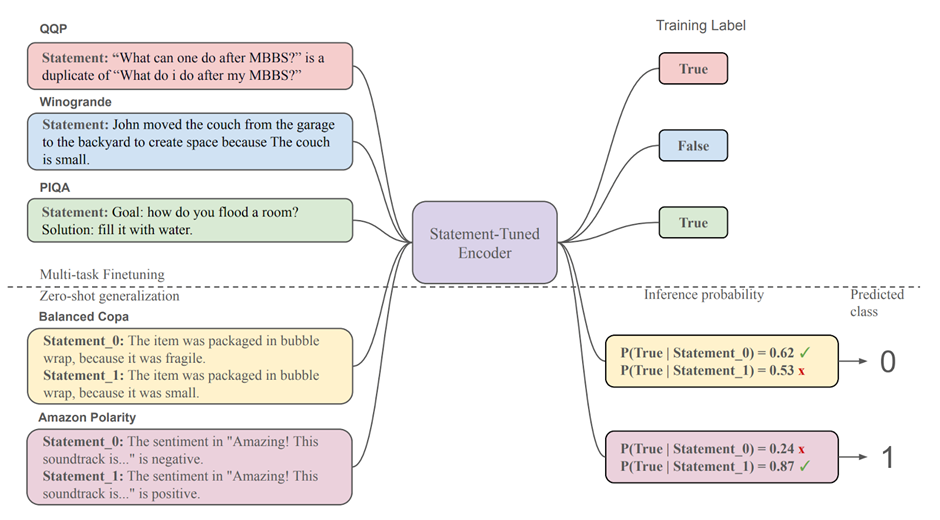 QQP
Statement: “What can one do after MBBS?” is a
duplicate of “What do i do after my MBBS?”
Winogrande
Statement: John moved the couch from the garage
to the backyard to create space because The couch
is small.
PIQA
Statement: Goal: how do you flood a room?
Solution: fill it with water.
Multi-task Finetuning
Statement-Tuned
Encoder
Training Label
True
False
True
Zero-shot generalization
Balanced Copa
Statement_0: The item was packaged in bubble
wrap, because it was fragile.
Statement_1: The item was packaged in bubble
wrap, because it was small.
Amazon Polarity
Statement_0: The sentiment in "Amazing! This
soundtrack is..." is negative.
Statement_1: The sentiment in "Amazing! This
soundtrack is..." is positive.
Inference probability
P(True | Statement_0) = 0.62 ✓
P(True | Statement_1) = 0.53 x
P(True | Statement_0) = 0.24 x
P(True | Statement_1) = 0.87 ✓
Predicted
class
0
1